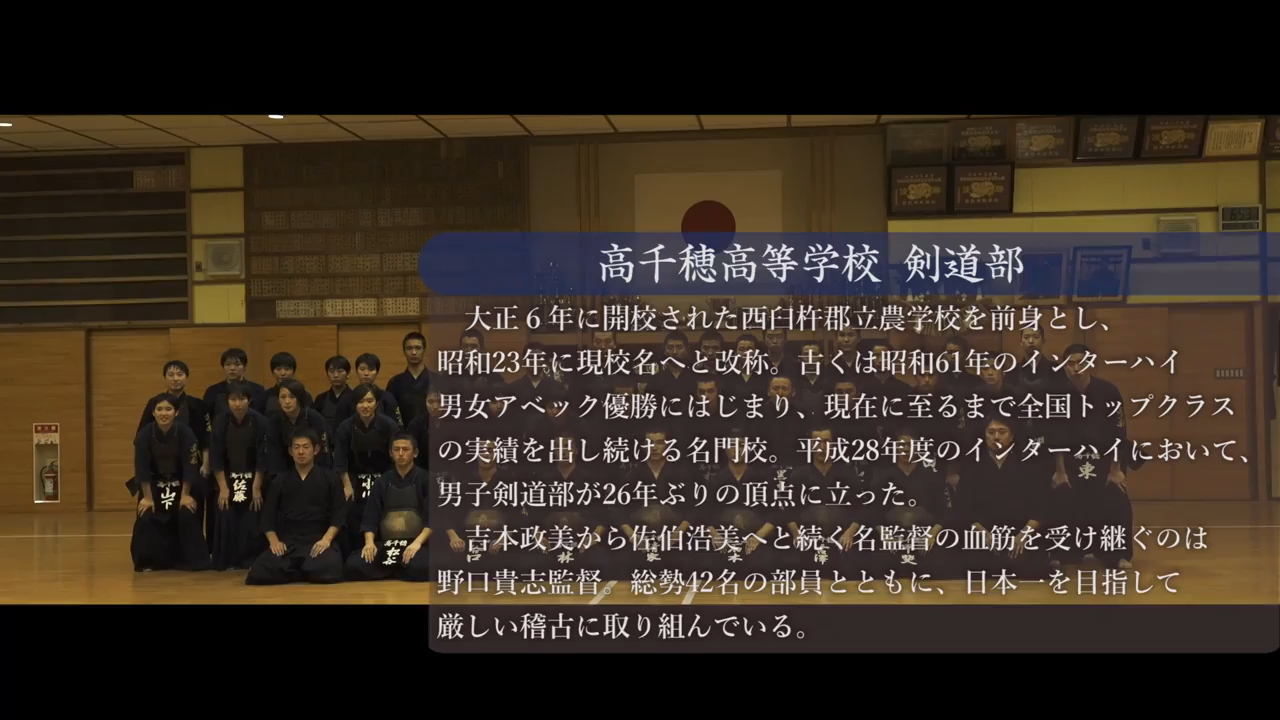 高千穂高等学校 剣道部
大正６年に開校された西臼杵郡立農学校を前身とし、
昭和23年に現校名へと改称。古くは昭和61年のインターハイ
男女アベック優勝にはじまり、現在に至るまで全国トップクラス
の実績を出し続ける名門校。平成28年度のインターハイにおいて、
男子剣道部が26年ぶりの頂点に立った。
吉本政美から佐伯浩美へと続く名監督の血筋を受け継ぐのは
野口貴志監督。総勢42名の部員とともに、日本一を目指して
厳しい稽古に取り組んでいる。
佐藤
山下
東